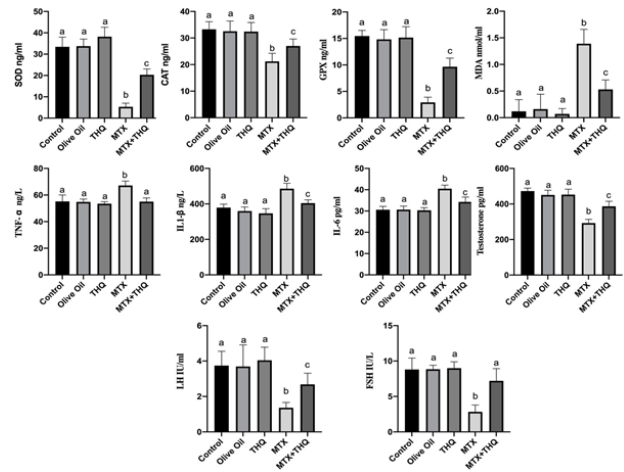 SOD ng/ml
50
40
30
20
10
0
a a a b c
Control Olive Oil THQ MTX MTX+THQ
CAT ng/ml
40
30
20
10
0
a a a b c
Control Olive Oil THQ MTX MTX+THQ
GPX ng/ml
20
15
10
5
0
a a a b c
Control Olive Oil THQ MTX MTX+THQ
MDA nmol/ml
2.0
1.5
1.0
0.5
0.0
a a a b c
Control Olive Oil THQ MTX MTX+THQ
TNF- α ng/L
80
60
40
20
0
a a a b a
Control Olive Oil THQ MTX MTX+THQ
IL1-β ng/L
600
400
200
0
a a a b c
Control Olive Oil THQ MTX MTX+THQ
IL-6 pg/ml
50
40
30
20
10
0
a a a b c
Control Olive Oil THQ MTX MTX+THQ
Testosterone pg/ml
600
400
200
0
a a a b c
Control Olive Oil THQ MTX MTX+THQ
LH IU/ml
6
4
2
0
a a a b c
Control Olive Oil THQ MTX MTX+THQ
FSH IU/L
15
10
5
0
a a a b a
Control Olive Oil THQ MTX MTX+THQ